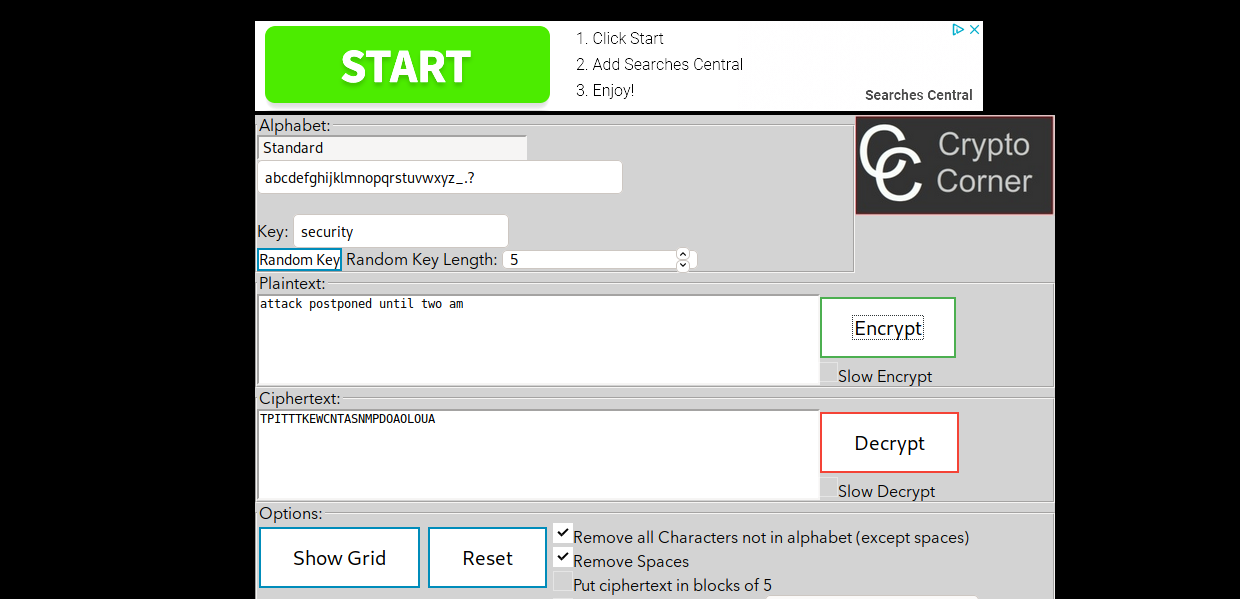 START
1. Click Start
2. Add Searches Central
3. Enjoy!
Searches Central
Alphabet:
Standard
abcdefghijklmnopqrstuvwxyz_.?
CC Crypto
Corner
Key: security
Random Key Random Key Length: 5
Plaintext:
attack postponed until two am
Encrypt
Slow Encrypt
Ciphertext:
TPITTTKEWCNTASNMPDOAOLOUA
Decrypt
Slow Decrypt
Options:
Show Grid Reset
Remove all Characters not in alphabet (except spaces)
Remove Spaces
Put ciphertext in blocks of 5